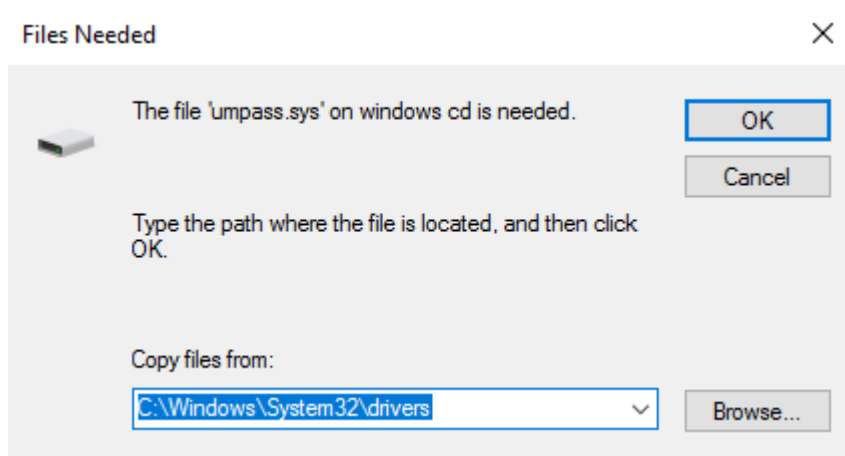 Files Needed
The file 'umpass.sys' on windows cd is needed.
OK
Cancel
Type the path where the file is located, and then click
OK.
Copy files from:
C:\Windows\System32\drivers
Browse...